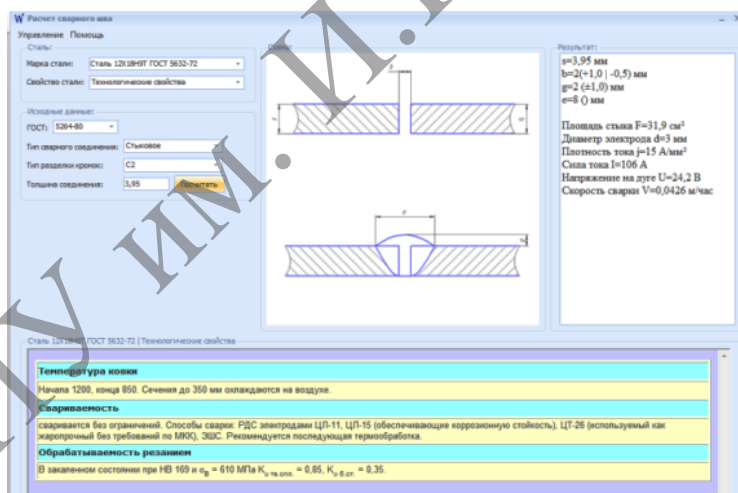 Расчет сварного шва
Управление Помощь
Сталь:
Марка стали: Сталь 12Х18Н9Т ГОСТ 5632-72
Свойство стали: Технологические свойства
Исходные данные:
ГОСТ: 5264-80
Тип сварного соединения: Стыковое
Тип разделки кромок: С2
Толщина соединения: 3,95 Посчитать
Результат:
s=3,95 мм
b=2(+1,0 | -0,5) мм
g=2 (±1,0) мм
e=8 () мм
Площадь стыка F=31,9 см²
Диаметр электрода d=3 мм
Плотность тока j=15 А/мм²
Сила тока I=106 А
Напряжение на дуге U=24,2 В
Скорость сварки V=0,0426 м/час
Сталь 12Х18Н9Т ГОСТ 5632-72 | Технологические свойства
Температура ковки
Начала 1200, конца 850. Сечения до 350 мм охлаждаются на воздухе.
Свариваемость
сваривается без ограничений. Способы сварки: РДС электродами ЦЛ-11, ЦЛ-15 (обеспечивающие коррозионную стойкость), ЦТ-26 (используемый как
жаропрочный без требований по МКК), ЭШС. Рекомендуется последующая термообработка.
Обрабатываемость резанием
В закаленном состоянии при НВ 169 и σв = 610 МПа Kυ тв.спл. = 0,85, Kυ б.ст. = 0,35.